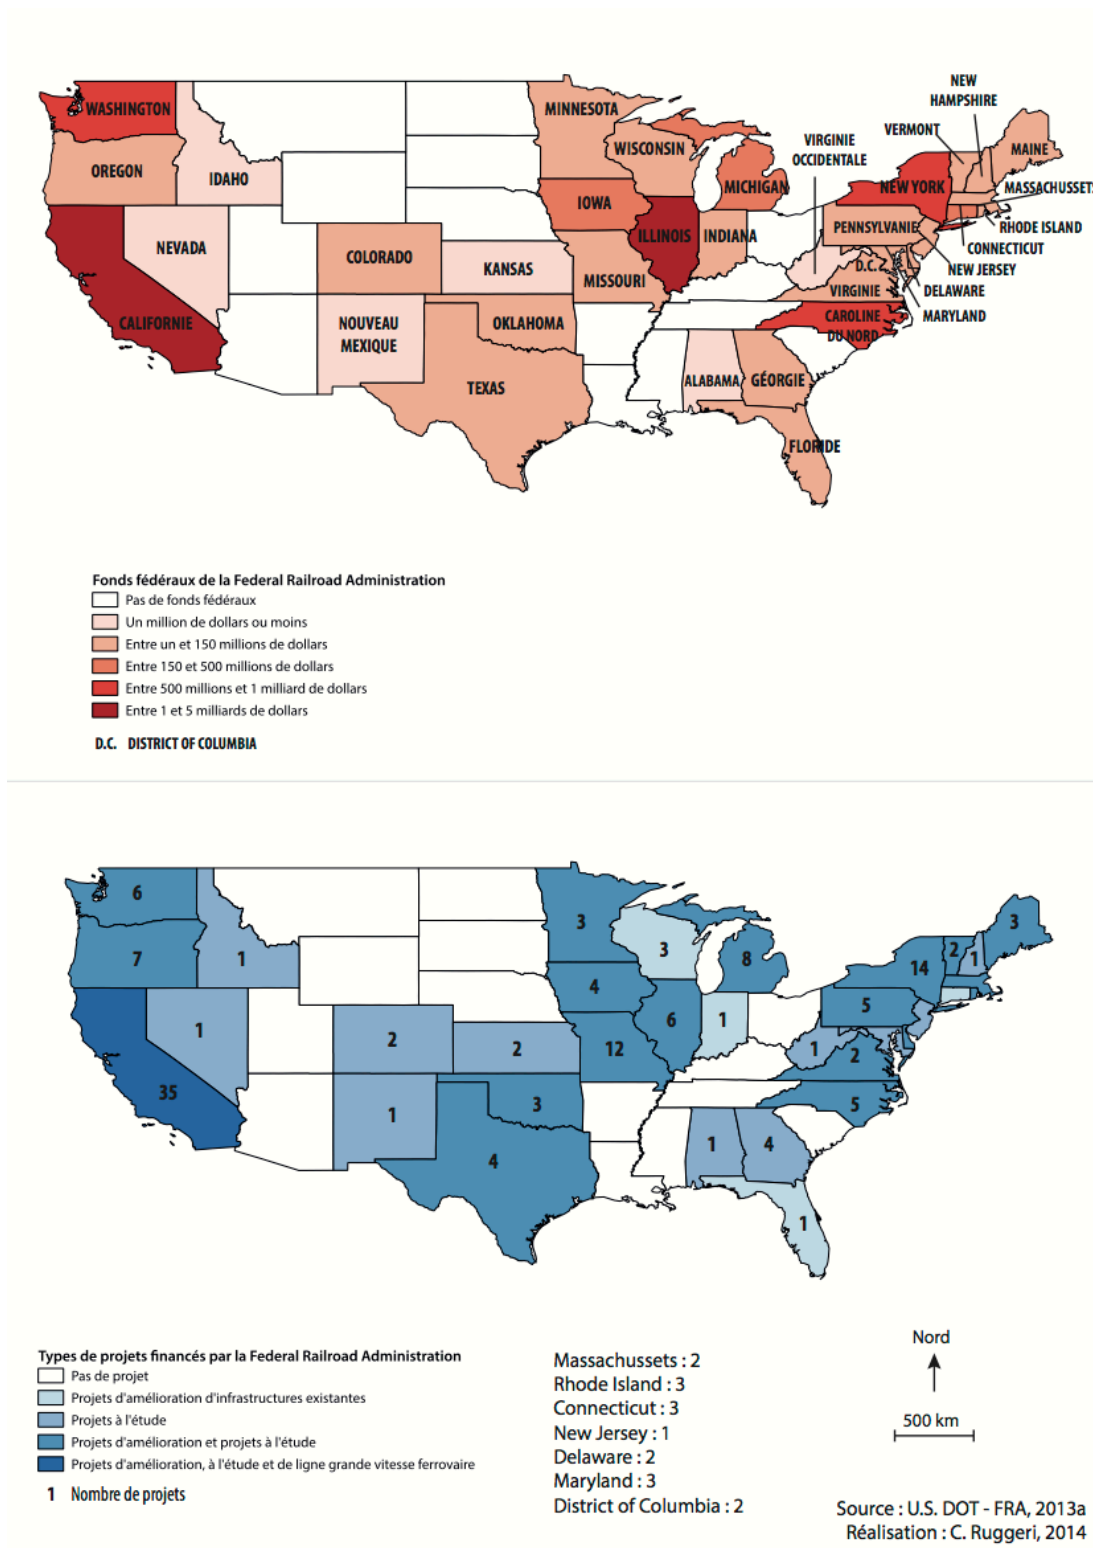 NEW
HAMPSHIRE
WASHINGTON
MINNESOTA
VERMONT
VIRGINIE
OCCIDENTALE
WISCONSIN
MAINE
OREGON
IDAHO
MICHIGAN
NEW YORK
MASSACHUSSETS
IOWA
RHODE ISLAND
PENNSYLVANIE
ILLINOIS
INDIANA
NEVADA
CONNECTICUT
COLORADO
KANSAS
D.C.
NEW JERSEY
MISSOURI
VIRGINIE
DELAWARE
CALIFORNIE
NOUVEAU
MEXIQUE
OKLAHOMA
CAROLINE
DU NORD
MARYLAND
TEXAS
ALABAMA
GÉORGIE
FLORIDE
Fonds fédéraux de la Federal Railroad Administration
Pas de fonds fédéraux
Un million de dollars ou moins
Entre un et 150 millions de dollars
Entre 150 et 500 millions de dollars
Entre 500 millions et 1 milliard de dollars
Entre 1 et 5 milliards de dollars
D.C. DISTRICT OF COLUMBIA
6
3
3
3
2
1
7
1
8
14
4
5
1
6
1
2
2
12
1
2
35
1
3
5
4
1
4
1
Types de projets financés par la Federal Railroad Administration
Pas de projet
Projets d'amélioration d'infrastructures existantes
Projets à l'étude
Projets d'amélioration et projets à l'étude
Projets d'amélioration, à l'étude et de ligne grande vitesse ferrovaire
1 Nombre de projets
Massachussets : 2
Rhode Island : 3
Connecticut : 3
New Jersey : 1
Delaware : 2
Maryland : 3
District of Columbia : 2
Nord
500 km
Source : U.S. DOT - FRA, 2013a
Réalisation : C. Ruggeri, 2014